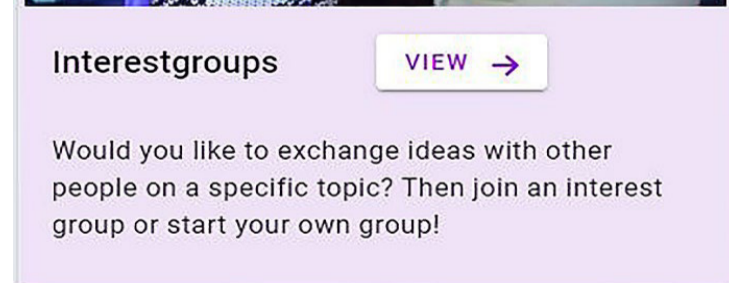 Interestgroups
VIEW →
Would you like to exchange ideas with other
people on a specific topic? Then join an interest
group or start your own group!